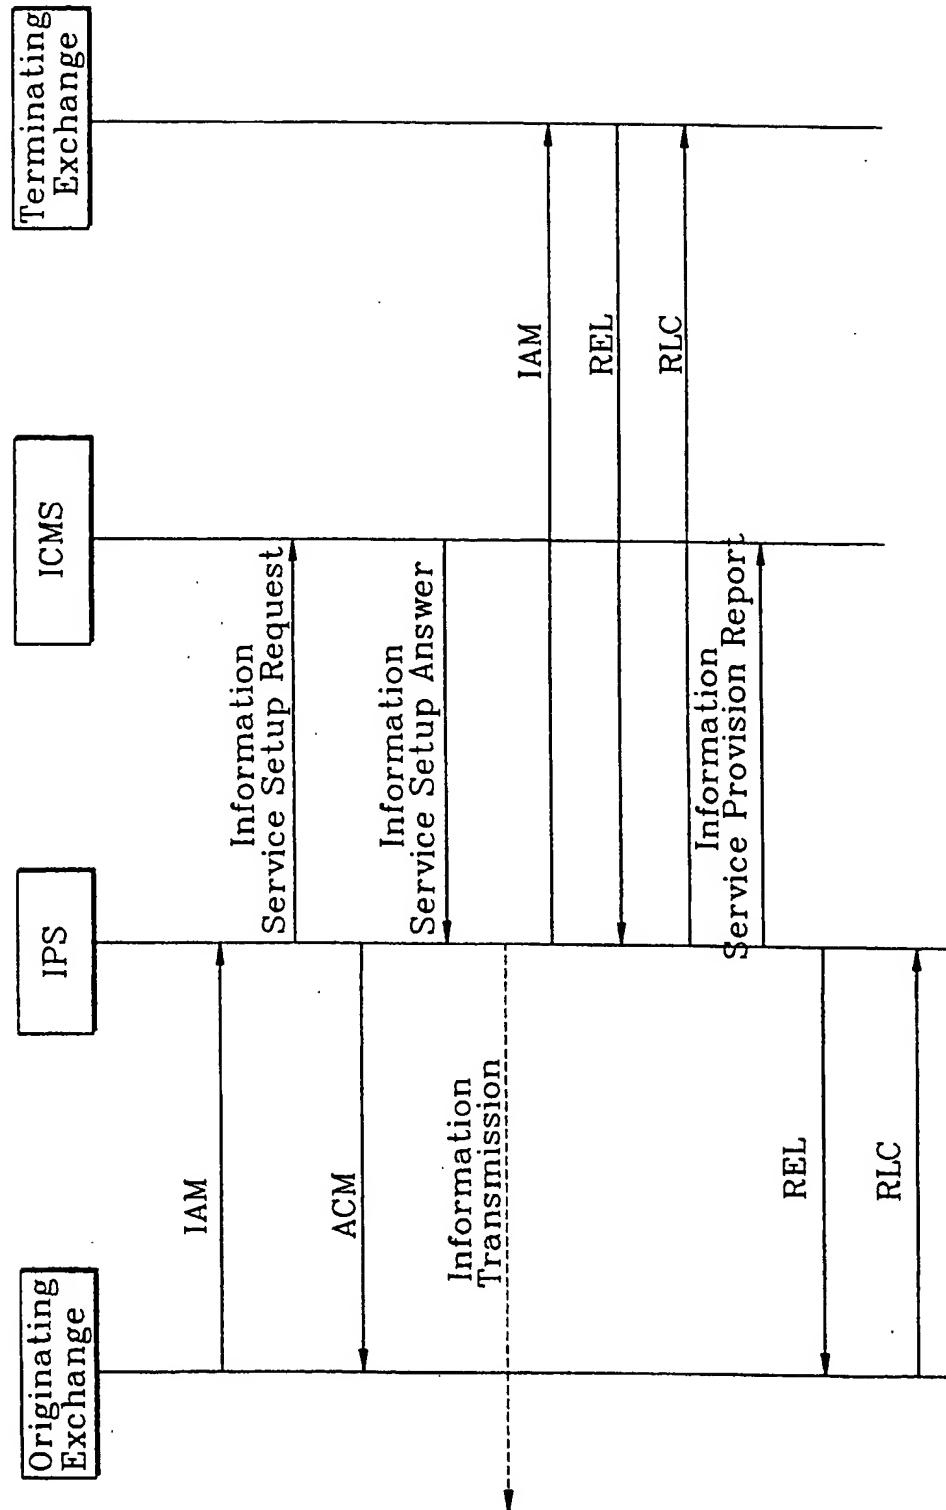 Originating
Exchange
IPS
ICMS
Terminating
Exchange
IAM
Information
Service Setup Request
ACM
Information
Service Setup Answer
Information
Transmission
IAM
REL
RLC
Information
Service Provision Report
REL
RLC